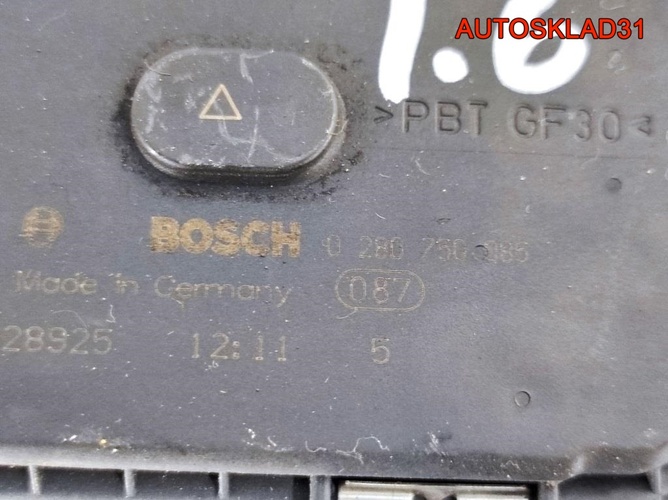 AUTOSKLAD31
1.6
>PBT GF30<
BOSCH 0 280 750 085
Made in Germany 087
28925 12:11 5